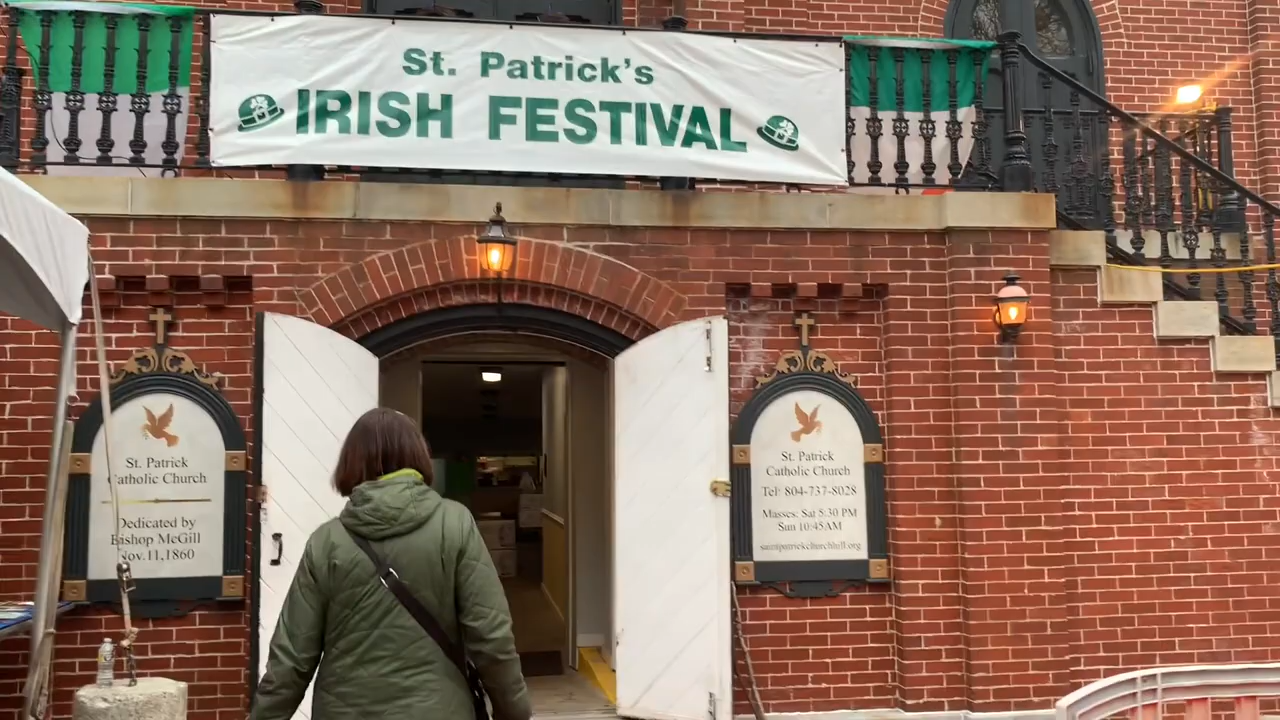 St. Patrick's
IRISH FESTIVAL
St. Patrick
Catholic Church
Dedicated by
Bishop McGill
Nov.11,1860
St. Patrick
Catholic Church
Tel: 804-737-8028
Masses: Sat 5:30 PM
Sun 10:45AM
saintpatrickchurchhill.org